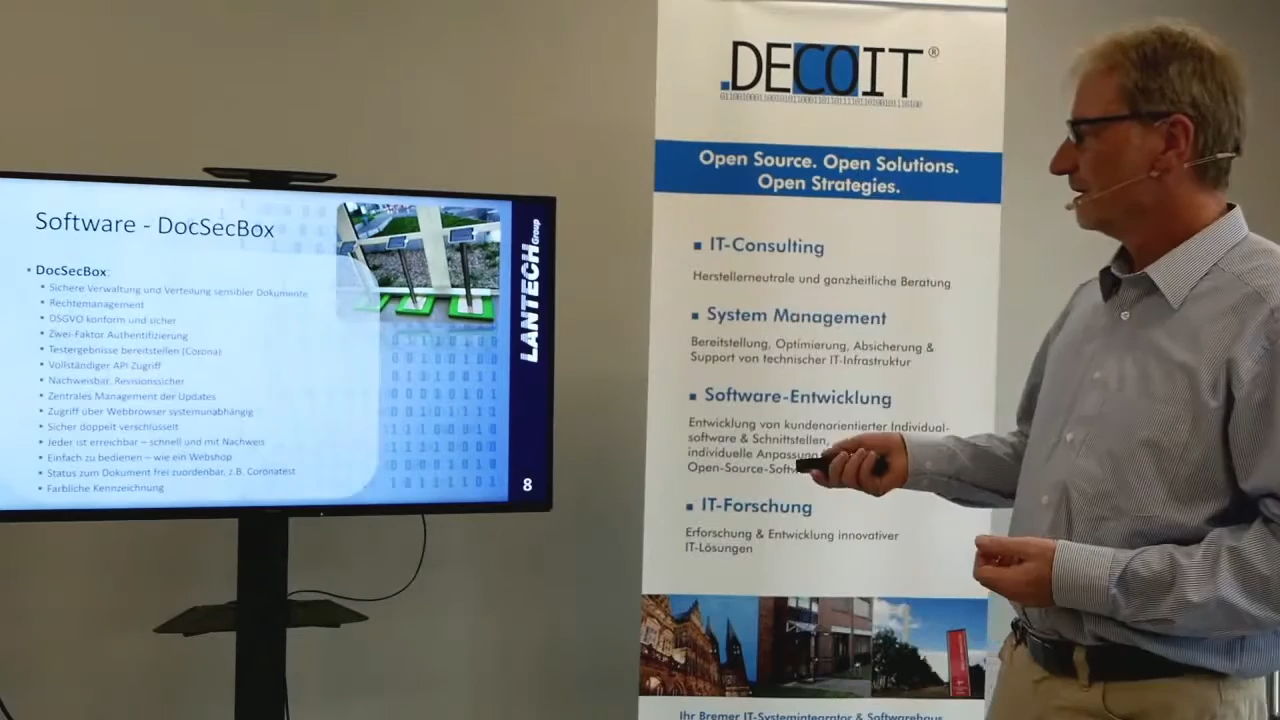 Software - DocSecBox
DocSecBox:
Sichere Verwaltung und Verteilung sensibler Dokumente
Rechtemanagement
DSGVO konform und sicher
Zwei-Faktor Authentifizierung
Testergebnisse bereitstellen (Corona)
Vollständiger API Zugriff
Nachweisbar, Revisionssicher
Zentrales Management der Updates
Zugriff über Webbrowser systemunabhängig
Sicher doppelt verschlüsselt
Jeder ist erreichbar – schnell und mit Nachweis
Einfach zu bedienen – wie ein Webshop
Status zum Dokument frei zuordenbar, z.B. Coronatest
Farbliche Kennzeichnung
LANTECH Group
8
.DECOIT®
Open Source. Open Solutions.
Open Strategies.
IT-Consulting
Herstellerneutrale und ganzheitliche Beratung
System Management
Bereitstellung, Optimierung, Absicherung &
Support von technischer IT-Infrastruktur
Software-Entwicklung
Entwicklung von kundenorientierter Individual-
software & Schnittstellen,
individuelle
Open-Source-
IT-Forschung
Erforschung & Entwicklung innovativer
IT-Lösungen
Ihr Bremer IT-Systemintegrator & Softwarehaus